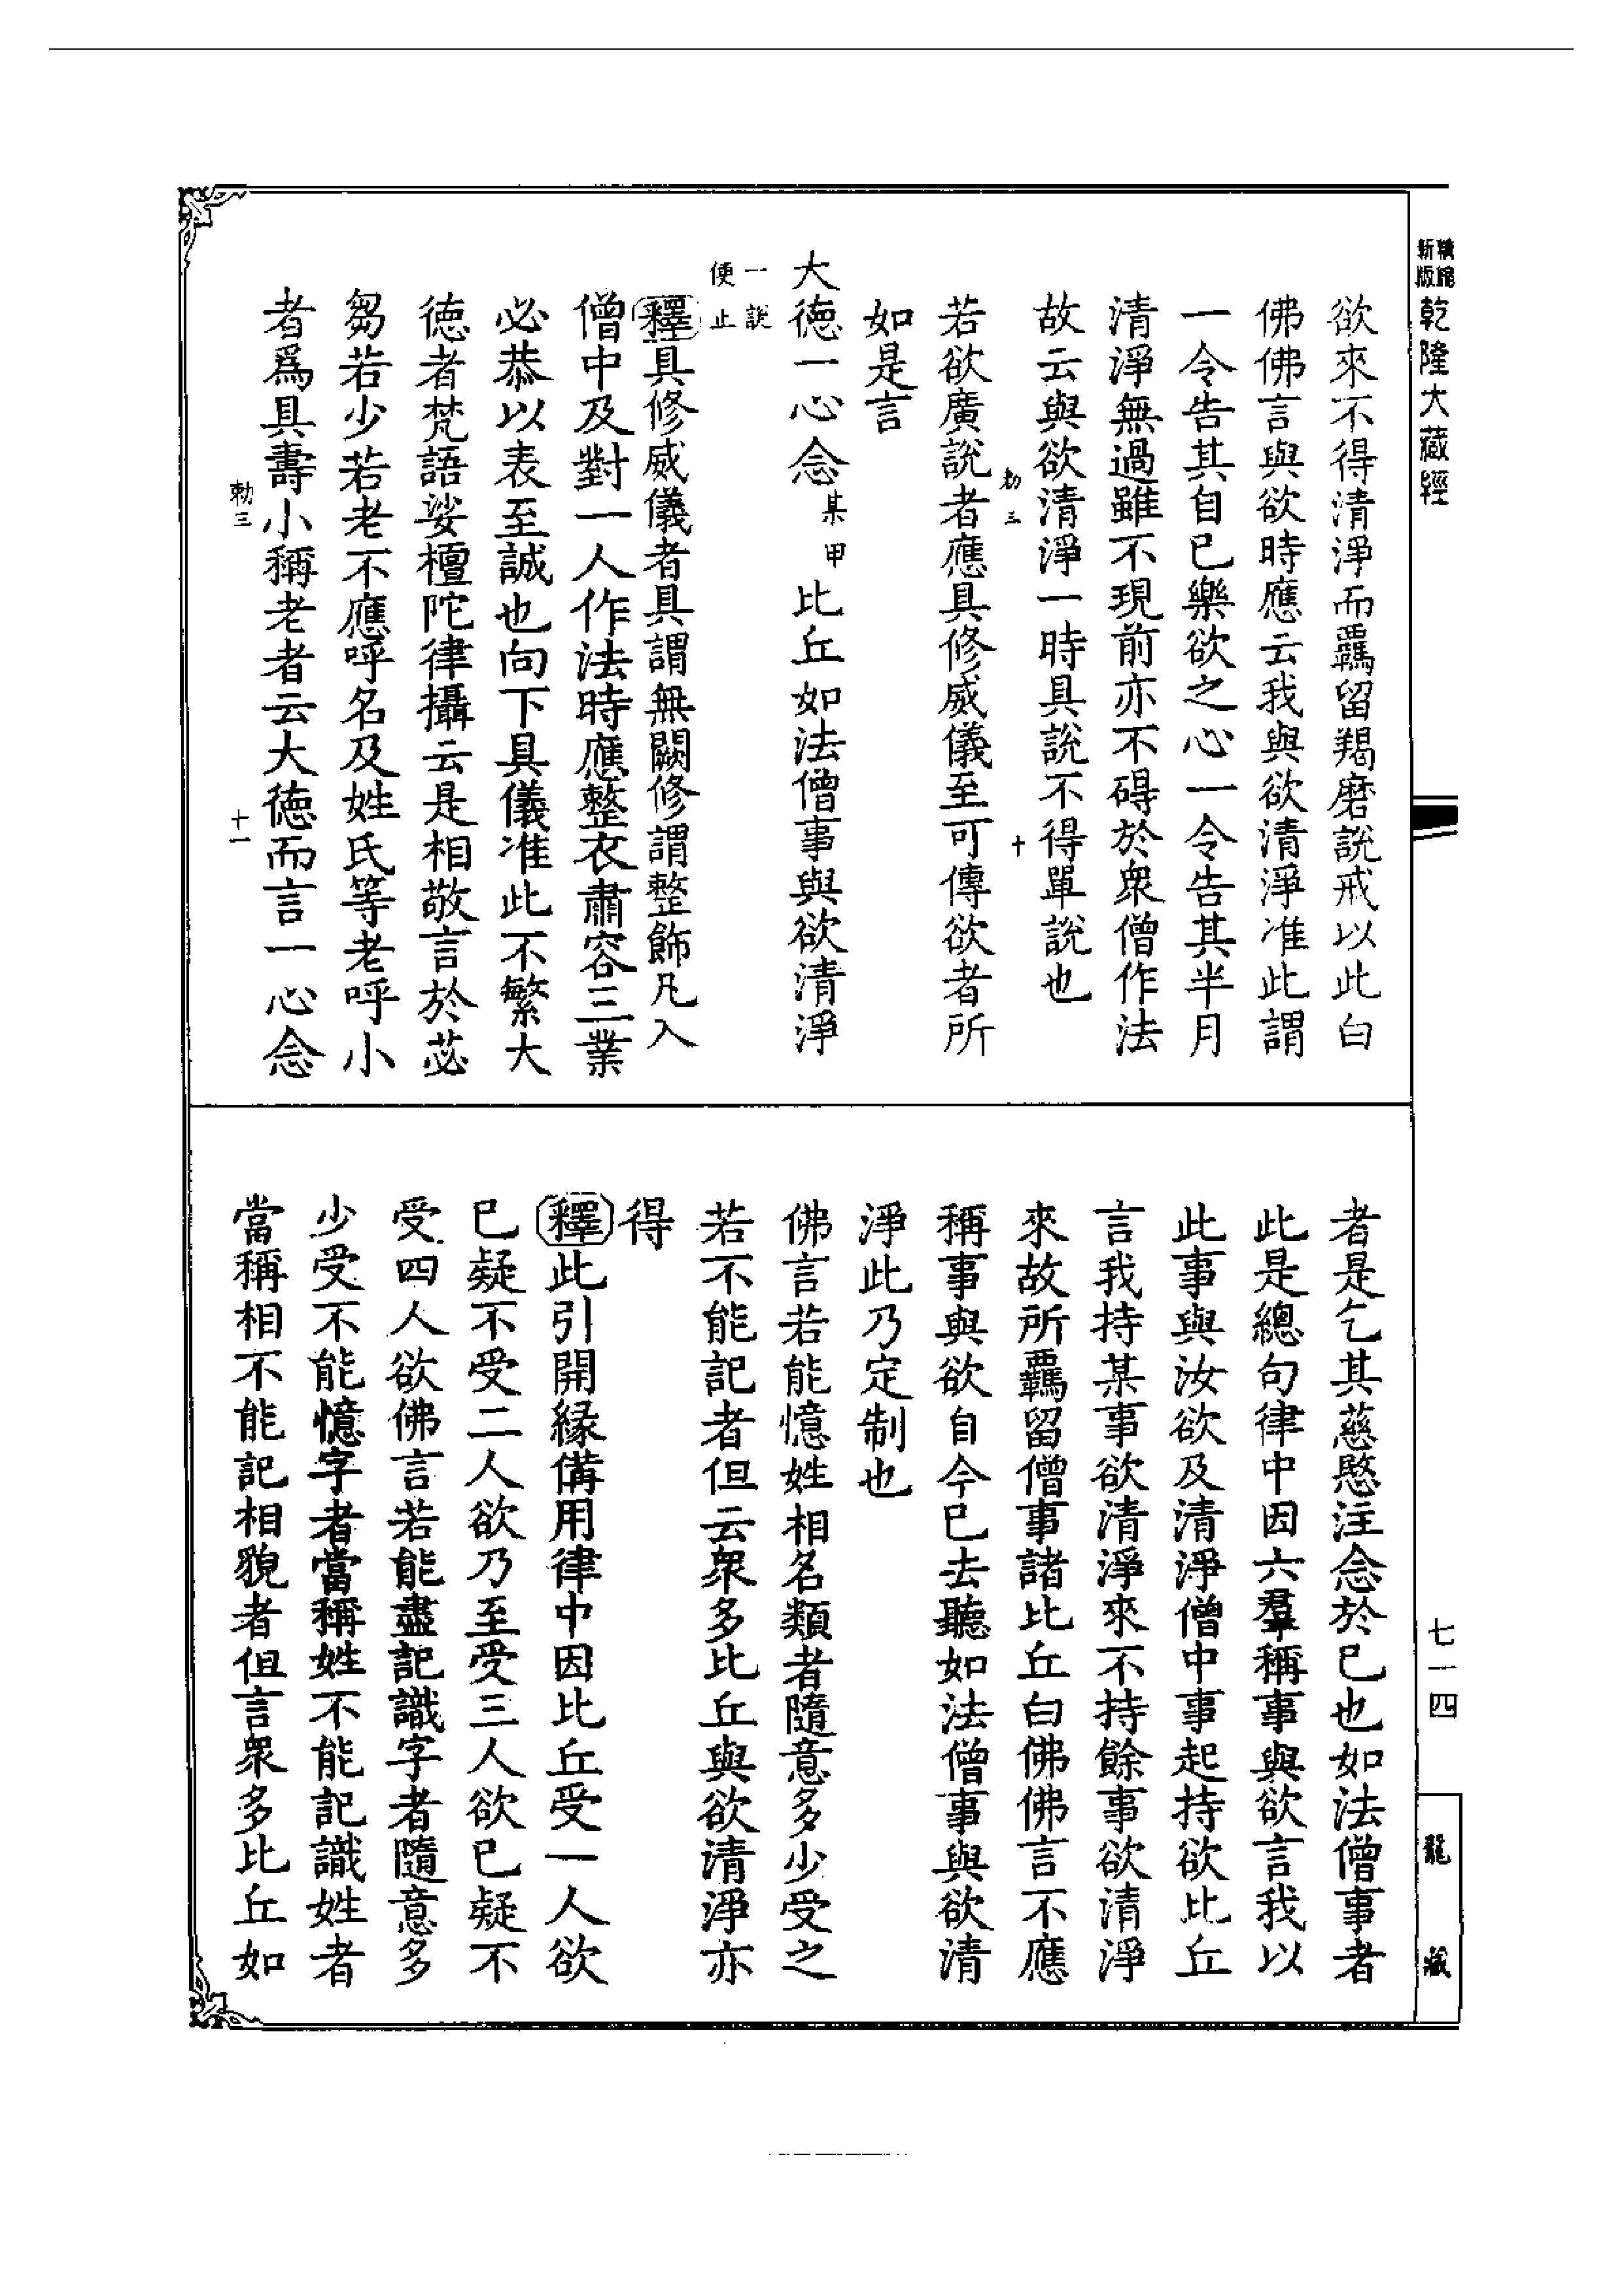 新版精縮乾隆大藏經
欲來不得清淨而羈留羯磨說戒以此白
佛佛言與欲時應云我與欲清淨准此謂
一令告其自已樂欲之心一令告其半月
清淨無過雖不現前亦不碍於衆僧作法
故云與欲清淨一時具說不得單說也
勑三 十
若欲廣說者應具修威儀至可傳欲者所
如是言
大德一心念某甲比丘如法僧事與欲清淨
一說
便止
釋具修威儀者具謂無闕修謂整飾凡入
僧中及對一人作法時應整衣肅容三業
必恭以表至誠也向下具儀准此不繁大
德者梵語娑檀陀律攝云是相敬言於苾
芻若少若老不應呼名及姓氏等老呼小
者爲具壽小稱老者云大德而言一心念
勑三 十一
者是乞其慈愍注念於已也如法僧事者
此是總句律中因六羣稱事與欲言我以
此事與汝欲及清淨僧中事起持欲比丘
言我持某事欲清淨來不持餘事欲清淨
來故所羈留僧事諸比丘白佛佛言不應
稱事與欲自今已去聽如法僧事與欲清
淨此乃定制也
佛言若能憶姓相名類者隨意多少受之
若不能記者但云衆多比丘與欲清淨亦
得
釋此引開緣備用律中因比丘受一人欲
已疑不受二人欲乃至受三人欲已疑不
受四人欲佛言若能盡記識字者隨意多
少受不能憶字者當稱姓不能記識姓者
當稱相不能記相貌者但言衆多比丘如
七一四
龍藏